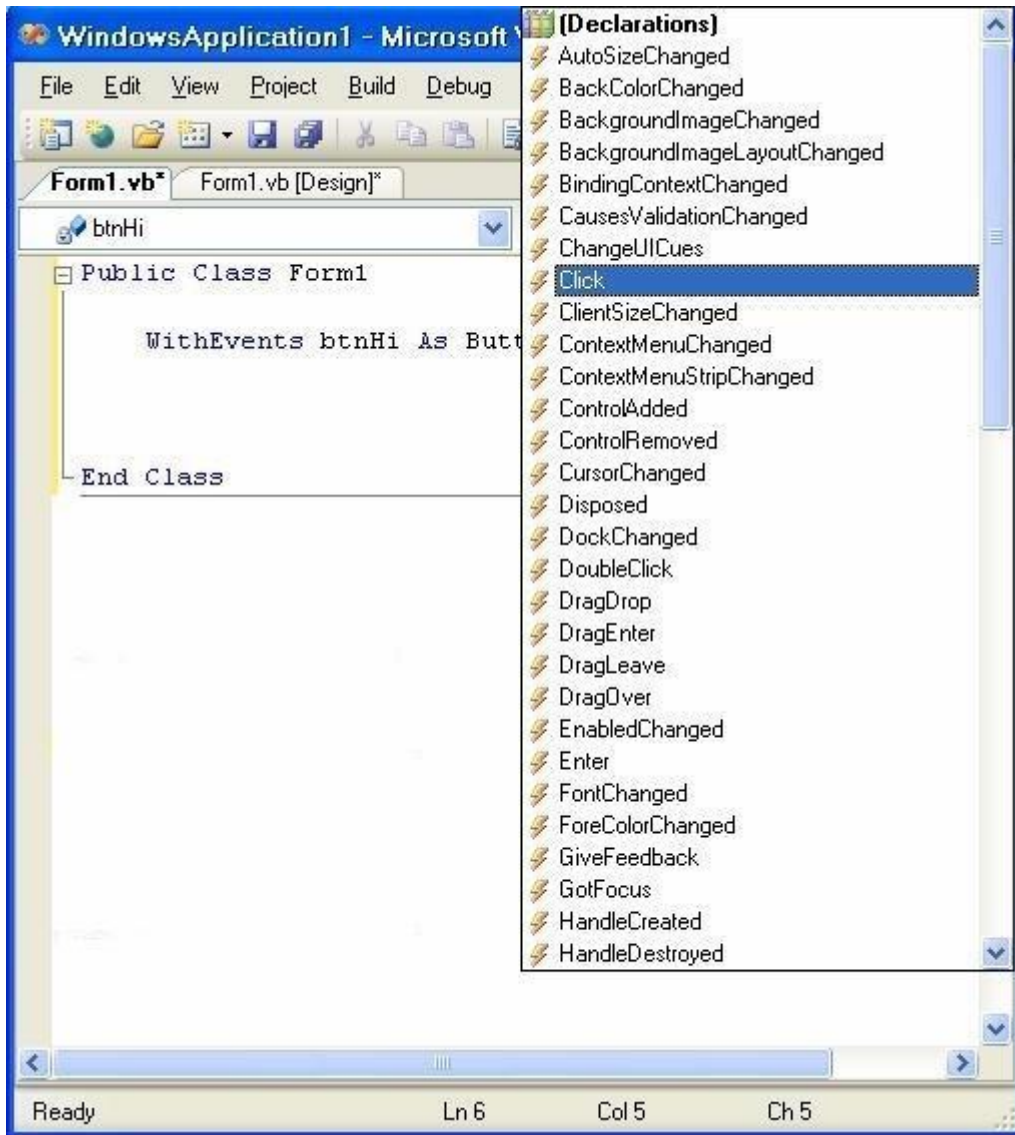 WindowsApplication1 - Microsoft
File Edit View Project Build Debug
Form1.vb* Form1.vb [Design]*
btnHi
Public Class Form1
WithEvents btnHi As Butt
End Class
(Declarations)
AutoSizeChanged
BackColorChanged
BackgroundImageChanged
BackgroundImageLayoutChanged
BindingContextChanged
CausesValidationChanged
ChangeUICues
Click
ClientSizeChanged
ContextMenuChanged
ContextMenuStripChanged
ControlAdded
ControlRemoved
CursorChanged
Disposed
DockChanged
DoubleClick
DragDrop
DragEnter
DragLeave
DragOver
EnabledChanged
Enter
FontChanged
ForeColorChanged
GiveFeedback
GotFocus
HandleCreated
HandleDestroyed
Ready Ln 6 Col 5 Ch 5